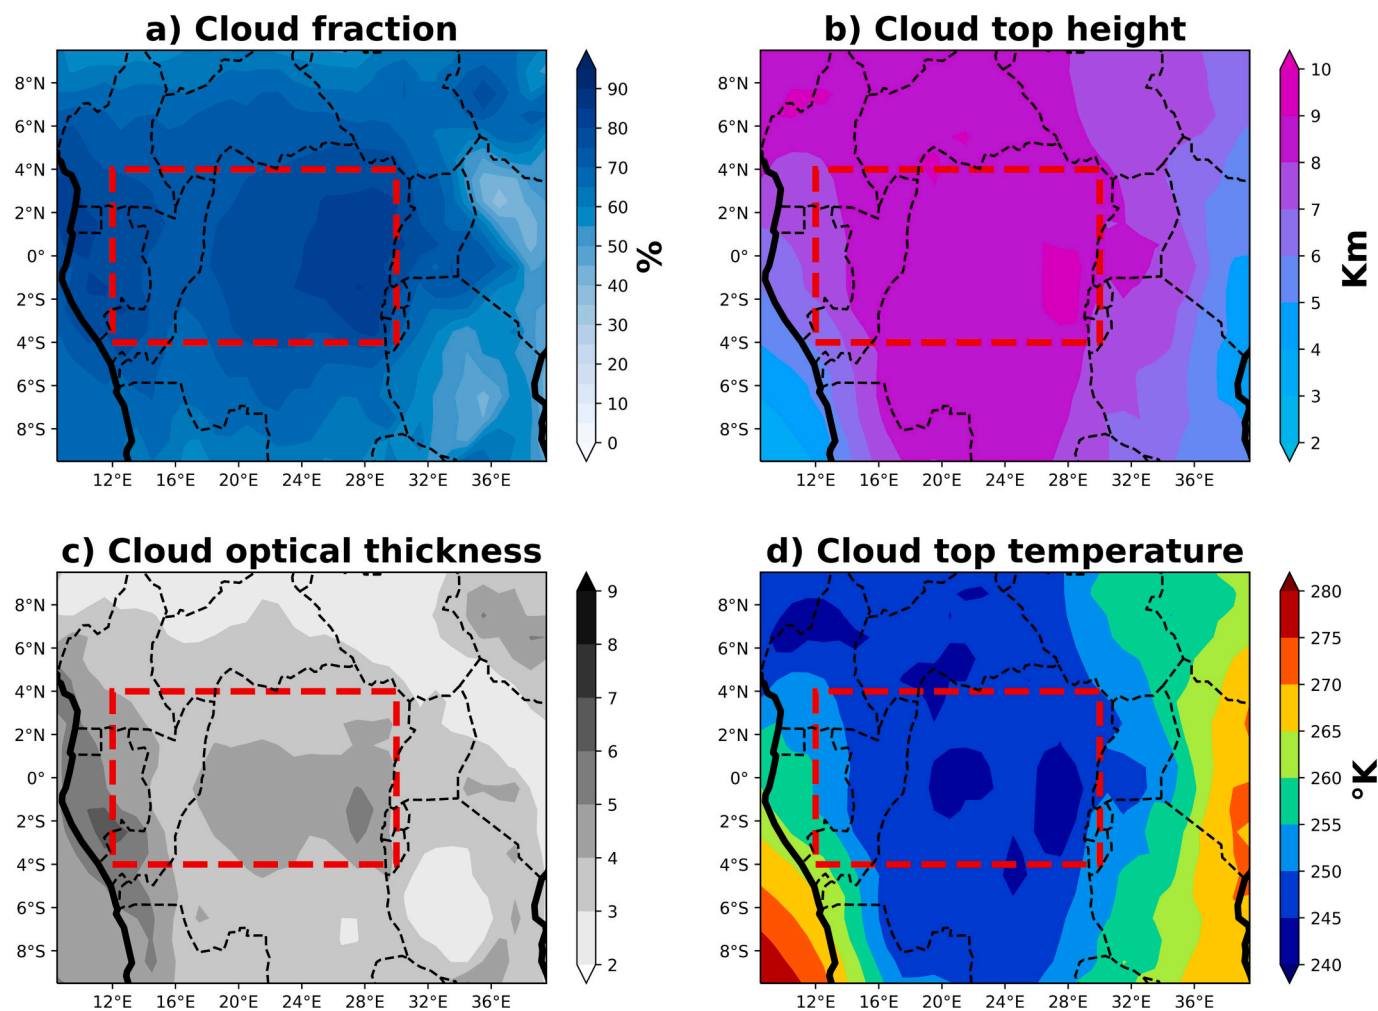 a) Cloud fraction
8°N
6°N
4°N
2°N
0°
2°S
4°S
6°S
8°S
12°E 16°E 20°E 24°E 28°E 32°E 36°E
90
80
70
60
50
40
30
20
10
0
%
b) Cloud top height
8°N
6°N
4°N
2°N
0°
2°S
4°S
6°S
8°S
12°E 16°E 20°E 24°E 28°E 32°E 36°E
10
9
8
7
6
5
4
3
2
Km
c) Cloud optical thickness
8°N
6°N
4°N
2°N
0°
2°S
4°S
6°S
8°S
12°E 16°E 20°E 24°E 28°E 32°E 36°E
9
8
7
6
5
4
3
2
d) Cloud top temperature
8°N
6°N
4°N
2°N
0°
2°S
4°S
6°S
8°S
12°E 16°E 20°E 24°E 28°E 32°E 36°E
280
275
270
265
260
255
250
245
240
°K